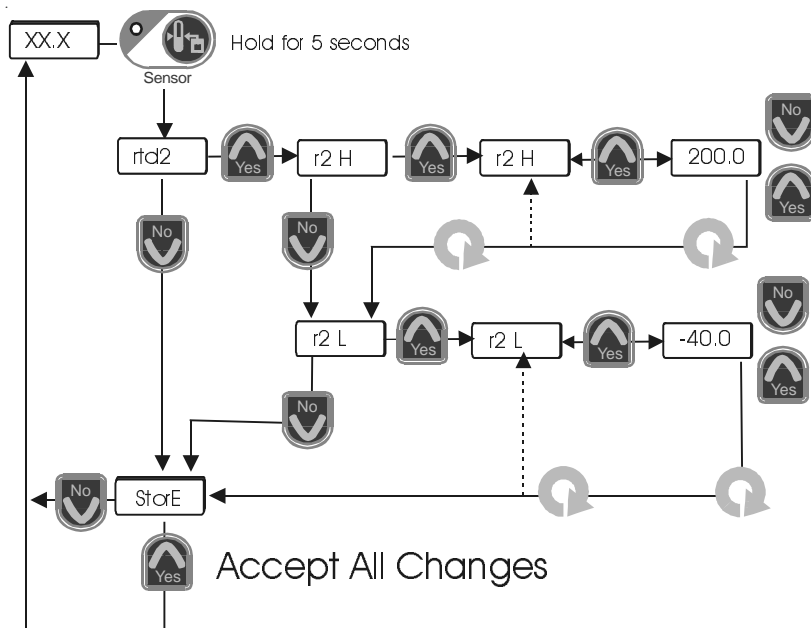 XX.X
Hold for 5 seconds
Sensor
rtd2
Yes
r2 H
Yes
r2 H
Yes
200.0
No
Yes
No
No
r2 L
Yes
r2 L
Yes
-40.0
No
Yes
No
No
StorE
Yes
Accept All Changes